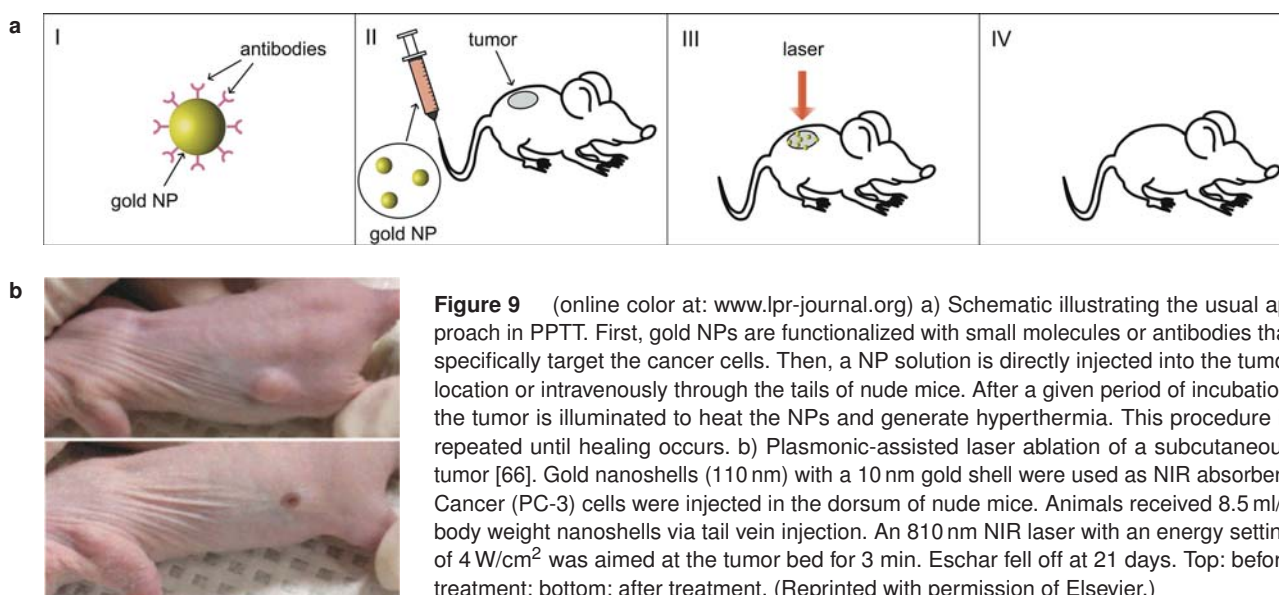 a
I
antibodies
gold NP
II
tumor
gold NP
III
laser
IV
b
Figure 9 (online color at: www.lpr-journal.org) a) Schematic illustrating the usual ap
proach in PPTT. First, gold NPs are functionalized with small molecules or antibodies tha
specifically target the cancer cells. Then, a NP solution is directly injected into the tumo
location or intravenously through the tails of nude mice. After a given period of incubation
the tumor is illuminated to heat the NPs and generate hyperthermia. This procedure
repeated until healing occurs. b) Plasmonic-assisted laser ablation of a subcutaneou
tumor [66]. Gold nanoshells (110 nm) with a 10 nm gold shell were used as NIR absorber
Cancer (PC-3) cells were injected in the dorsum of nude mice. Animals received 8.5 ml/
body weight nanoshells via tail vein injection. An 810 nm NIR laser with an energy settin
of 4 W/cm² was aimed at the tumor bed for 3 min. Eschar fell off at 21 days. Top: befor
treatment; bottom: after treatment. (Reprinted with permission of Elsevier.)